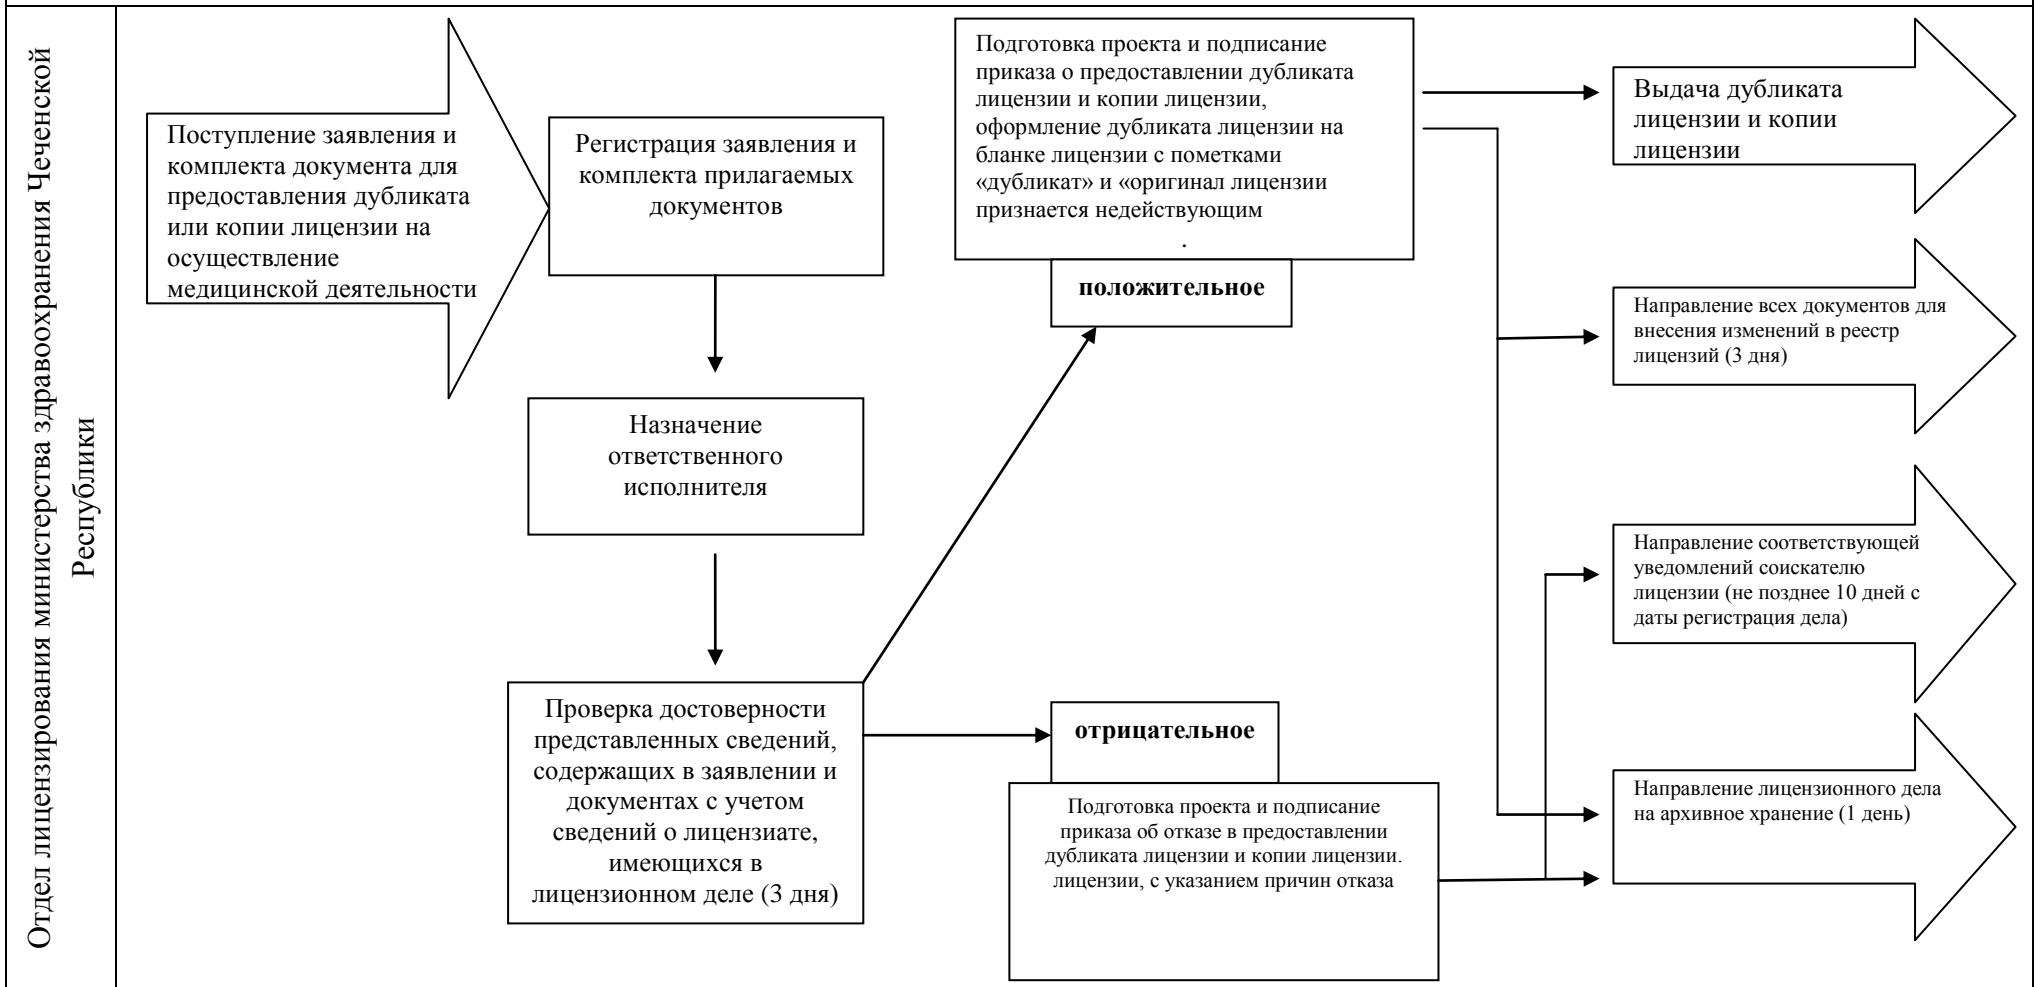 Отдел лицензирования министерства здравоохранения Чеченской
Республики
Поступление заявления и
комплекта документа для
предоставления дубликата
или копии лицензии на
осуществление
медицинской деятельности
Регистрация заявления и
комплекта прилагаемых
документов
Назначение
ответственного
исполнителя
Проверка достоверности
представленных сведений,
содержащих в заявлении и
документах с учетом
сведений о лицензиате,
имеющихся в
лицензионном деле (3 дня)
Подготовка проекта и подписание
приказа о предоставлении дубликата
лицензии и копии лицензии,
оформление дубликата лицензии на
бланке лицензии с пометками
«дубликат» и «оригинал лицензии
признается недействующим
.
положительное
отрицательное
Подготовка проекта и подписание
приказа об отказе в предоставлении
дубликата лицензии и копии лицензии.
лицензии, с указанием причин отказа
Выдача дубликата
лицензии и копии
лицензии
Направление всех документов для
внесения изменений в реестр
лицензий (3 дня)
Направление соответствующей
уведомлений соискателю
лицензии (не позднее 10 дней с
даты регистрация дела)
Направление лицензионного дела
на архивное хранение (1 день)